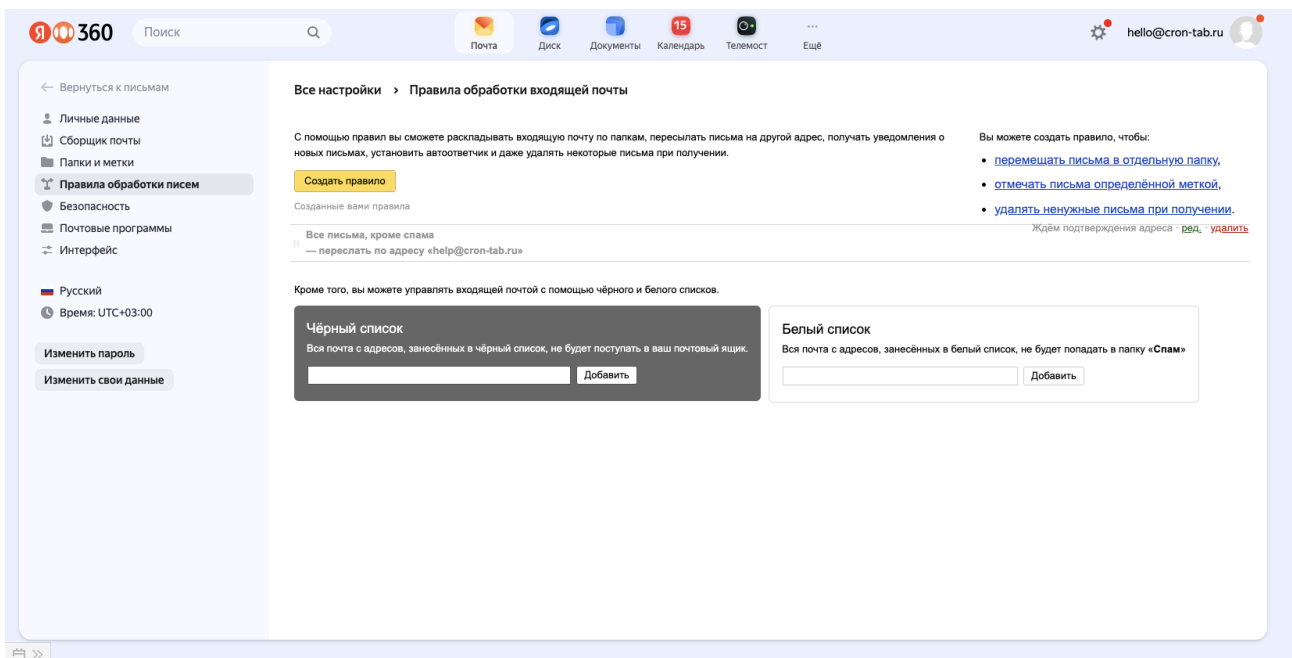 Я 360
Поиск
Почта
Диск
Документы
15
Календарь
Телемост
Ещё
hello@cron-tab.ru
Вернуться к письмам
Личные данные
Сборщик почты
Папки и метки
Правила обработки писем
Безопасность
Почтовые программы
Интерфейс
Русский
Время: UTC+03:00
Изменить пароль
Изменить свои данные
Все настройки › Правила обработки входящей почты
С помощью правил вы сможете раскладывать входящую почту по папкам, пересылать письма на другой адрес, получать уведомления о
новых письмах, установить автоответчик и даже удалять некоторые письма при получении.
Создать правило
Созданные вами правила
Вы можете создать правило, чтобы:
• перемещать письма в отдельную папку,
• отмечать письма определённой меткой,
• удалять ненужные письма при получении.
Все письма, кроме спама
— переслать по адресу «help@cron-tab.ru»
Ждём подтверждения адреса · ред. · удалить
Кроме того, вы можете управлять входящей почтой с помощью чёрного и белого списков.
Чёрный список
Вся почта с адресов, занесённых в чёрный список, не будет поступать в ваш почтовый ящик.
Добавить
Белый список
Вся почта с адресов, занесённых в белый список, не будет попадать в папку «Спам»
Добавить